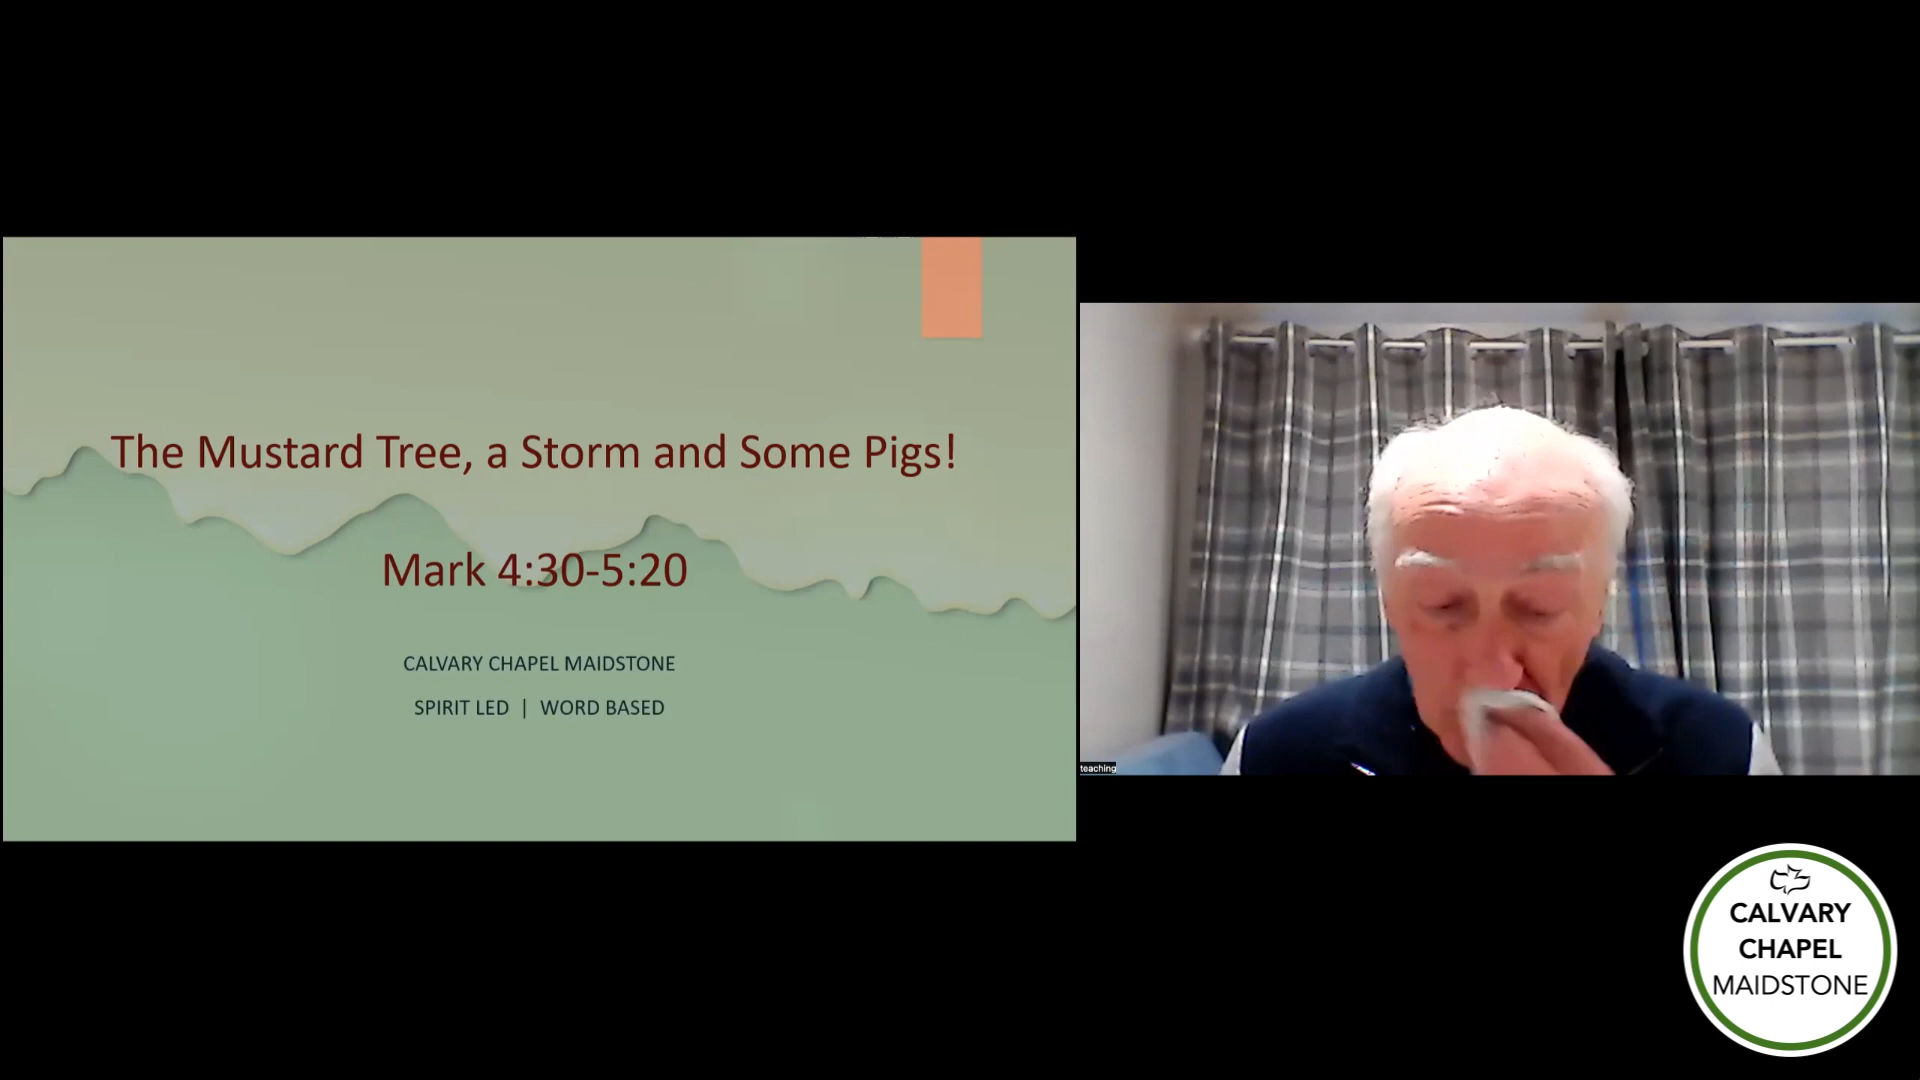 The Mustard Tree, a Storm and Some Pigs!
Mark 4:30-5:20
CALVARY CHAPEL MAIDSTONE
SPIRIT LED | WORD BASED
teaching
CALVARY
CHAPEL
MAIDSTONE